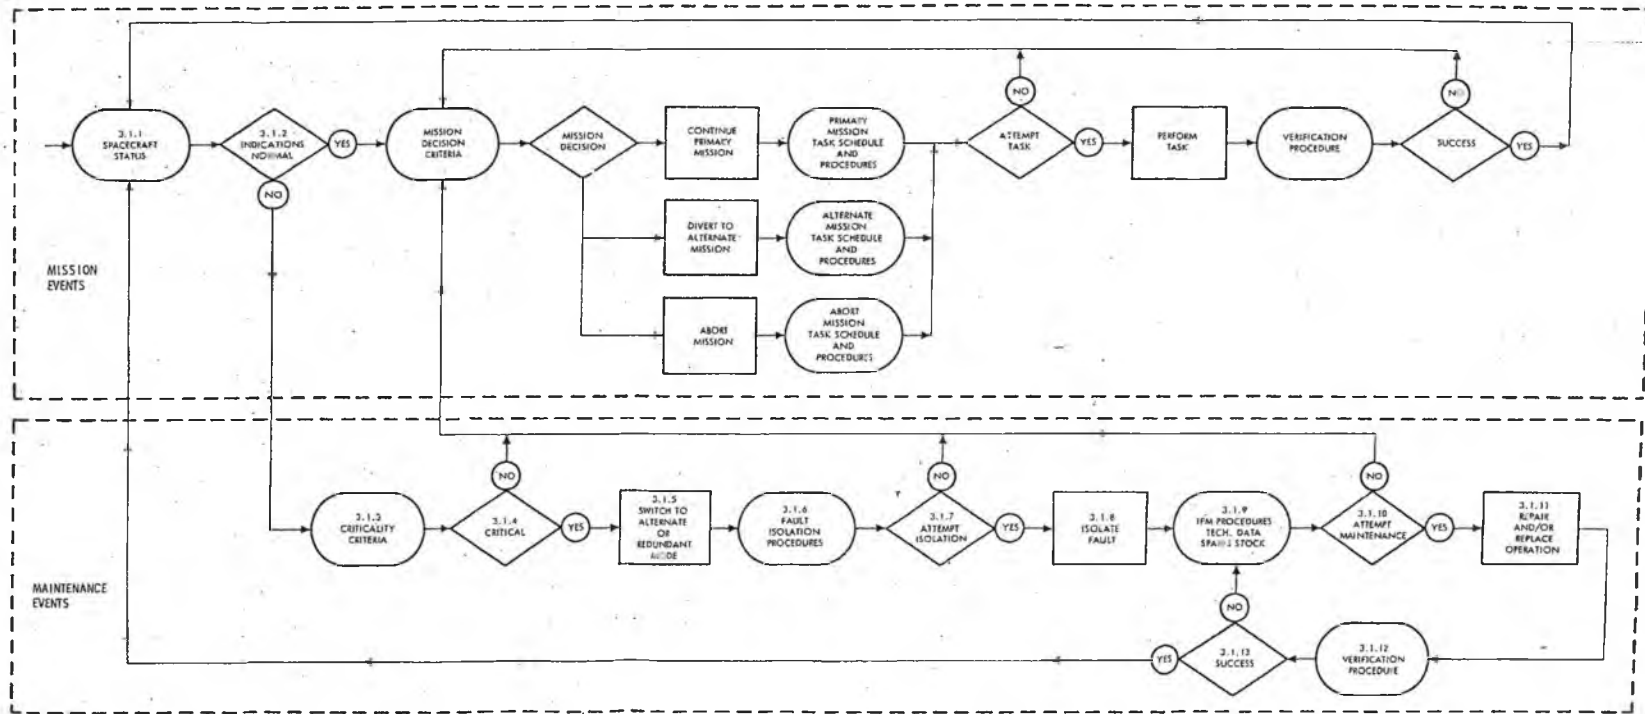 3.1.1
SPACECRAFT
STATUS
3.1.2
INDICATIONS
NORMAL
YES
NO
MISSION
DECISION
CRITERIA
MISSION
DECISION
CONTINUE
PRIMARY
MISSION
PRIMARY
MISSION
TASK SCHEDULE
AND
PROCEDURES
DIVERT TO
ALTERNATE
MISSION
ALTERNATE
MISSION
TASK SCHEDULE
AND
PROCEDURES
ABORT
MISSION
ABORT
MISSION
TASK SCHEDULE
AND
PROCEDURES
NO
ATTEMPT
TASK
YES
PERFORM
TASK
VERIFICATION
PROCEDURE
NO
SUCCESS
YES
MISSION
EVENTS
MAINTENANCE
EVENTS
3.1.3
CRITICALITY
CRITERIA
NO
3.1.4
CRITICAL
YES
3.1.5
SWITCH TO
ALTERNATE
OR
REDUNDANT
MODE
3.1.6
FAULT
ISOLATION
PROCEDURES
NO
3.1.7
ATTEMPT
ISOLATION
YES
3.1.8
ISOLATE
FAULT
3.1.9
IFM PROCEDURES
TECH. DATA
SPARES STOCK
NO
3.1.10
ATTEMPT
MAINTENANCE
YES
3.1.11
REPAIR
AND/OR
REPLACE
OPERATION
3.1.12
VERIFICATION
PROCEDURE
NO
3.1.13
SUCCESS
YES